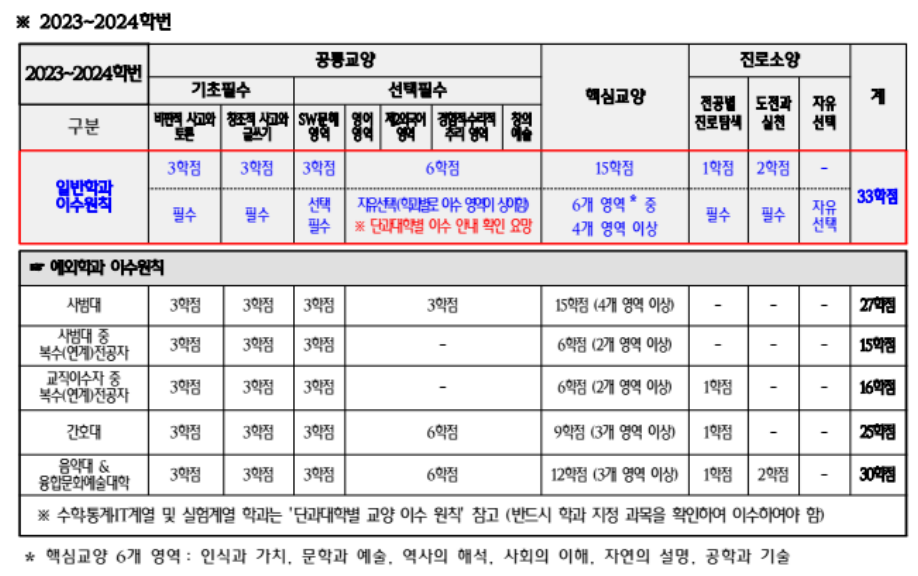 ※ 2023~2024학번
2023~2024학번 공통교양 핵심교양 진로소양 계
기초필수 선택필수 전공별 진로탐색 도전과 실천 자유 선택
구분 비판적 사고와 토론 창조적 사고와 글쓰기 SW문해 영역 영어 영역 제2외국어 영역 경험적수리적 추리 영역 창의 예술
일반학과 이수원칙 3학점 3학점 3학점 6학점 15학점 1학점 2학점 - 33학점
필수 필수 선택 필수 자유선택(학과별로 이수 영역이 상이함) 6개 영역 * 중 필수 필수 자유 선택
※ 단과대학별 이수 안내 확인 요망 4개 영역 이상
☛ 예외학과 이수원칙
사범대 3학점 3학점 3학점 3학점 15학점 (4개 영역 이상) - - - 27학점
사범대 중 복수(연계)전공자 3학점 3학점 3학점 - 6학점 (2개 영역 이상) - - - 15학점
교직이수자 중 복수(연계)전공자 3학점 3학점 3학점 - 6학점 (2개 영역 이상) 1학점 - - 16학점
간호대 3학점 3학점 3학점 6학점 9학점 (3개 영역 이상) 1학점 - - 25학점
음악대 & 융합문화예술대학 3학점 3학점 3학점 6학점 12학점 (3개 영역 이상) 1학점 2학점 - 30학점
※ 수학·통계·IT계열 및 실험계열 학과는 '단과대학별 교양 이수 원칙' 참고 (반드시 학과 지정 과목을 확인하여 이수하여야 함)
* 핵심교양 6개 영역 : 인식과 가치, 문학과 예술, 역사의 해석, 사회의 이해, 자연의 설명, 공학과 기술